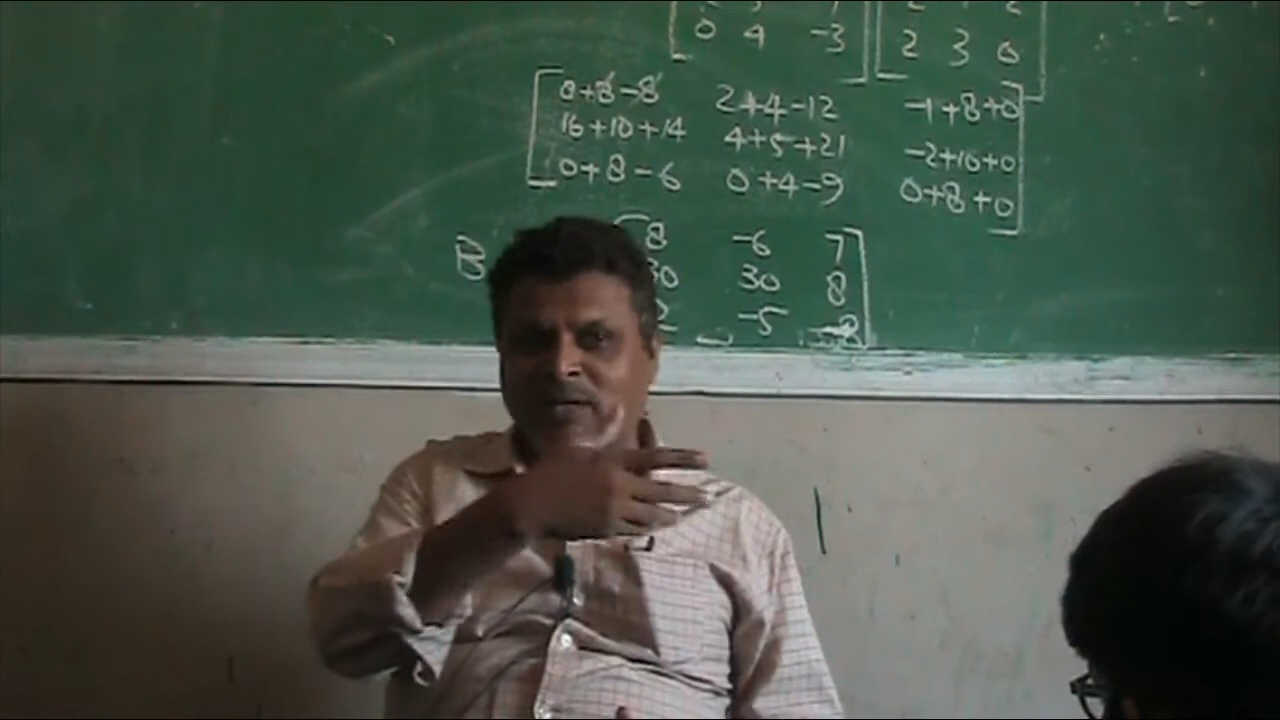 0 4 -3 2 3 0
0+8-8 2+4-12 -1+8+0
16+10+14 4+5+21 -2+10+0
0+8-6 0+4-9 0+8+0
B 8 -6 7
30 30 8
-5 -8